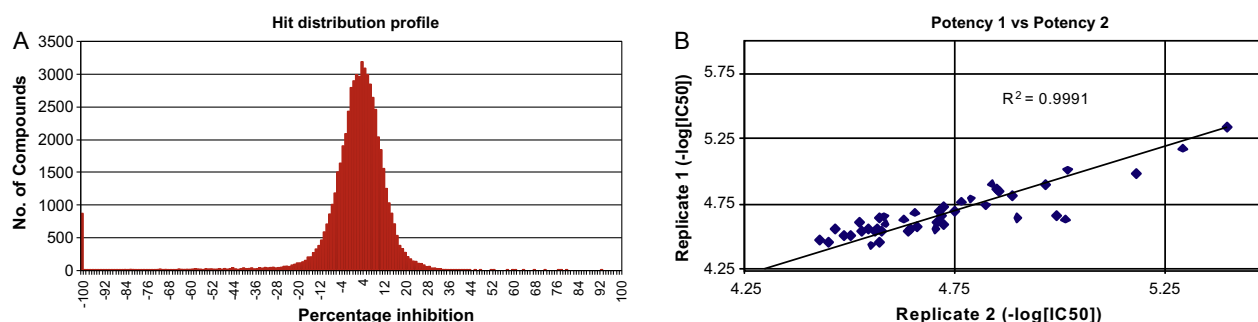 Hit distribution profile
A
No. of Compounds
3500
3000
2500
2000
1500
1000
500
0
-100 -92 -84 -76 -68 -60 -52 -44 -36 -28 -20 -12 -4 4 12 20 28 36 44 52 60 68 76 84 92 100
Percentage inhibition
Potency 1 vs Potency 2
B
Replicate 1 (-log[IC50])
5.75
5.25
4.75
4.25
R² = 0.9991
4.25 4.75 5.25
Replicate 2 (-log[IC50])